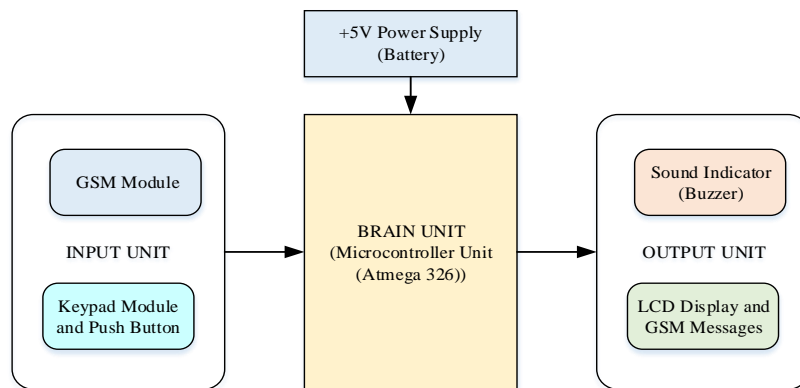 +5V Power Supply
(Battery)
GSM Module
INPUT UNIT
Keypad Module
and Push Button
BRAIN UNIT
(Microcontroller Unit
(Atmega 326))
Sound Indicator
(Buzzer)
OUTPUT UNIT
LCD Display and
GSM Messages